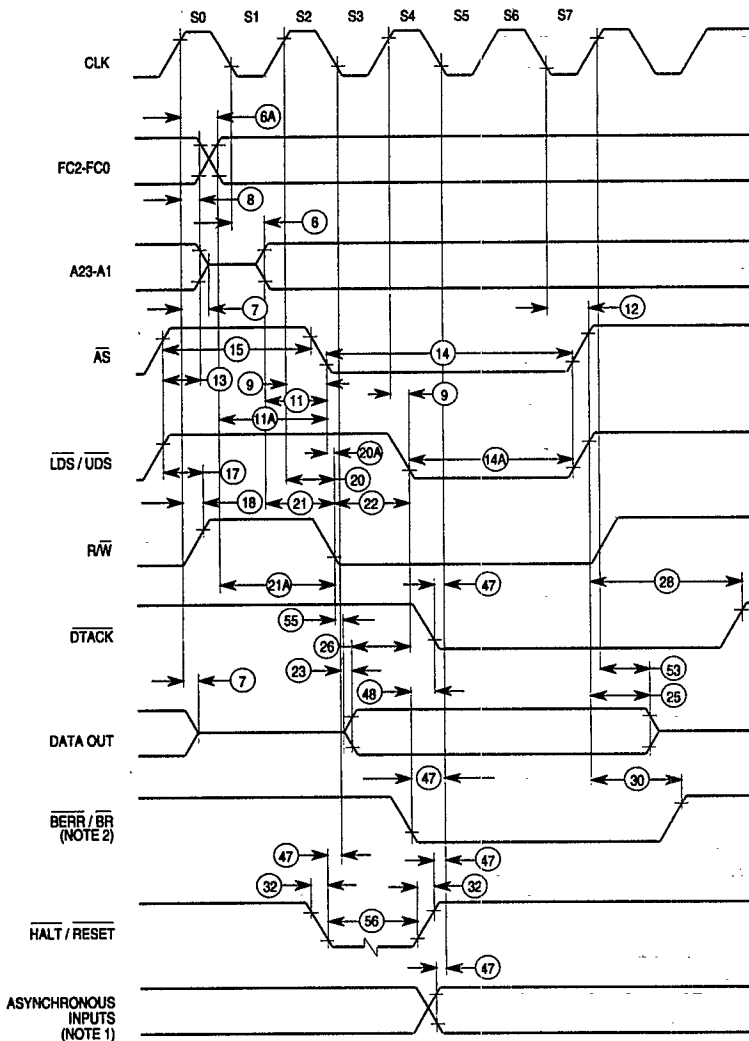 S0 S1 S2 S3 S4 S5 S6 S7
CLK
6A
FC2-FC0
8
6
A23-A1
7
12
AS
15
14
13
9
11
9
11A
20A
LDS / UDS
14A
17
20
18
21
22
R/W
21A
47
28
55
DTACK
26
23
53
7
48
25
DATA OUT
47
30
BERR / BR
(NOTE 2)
47
47
32
32
56
HALT / RESET
47
ASYNCHRONOUS
INPUTS
(NOTE 1)